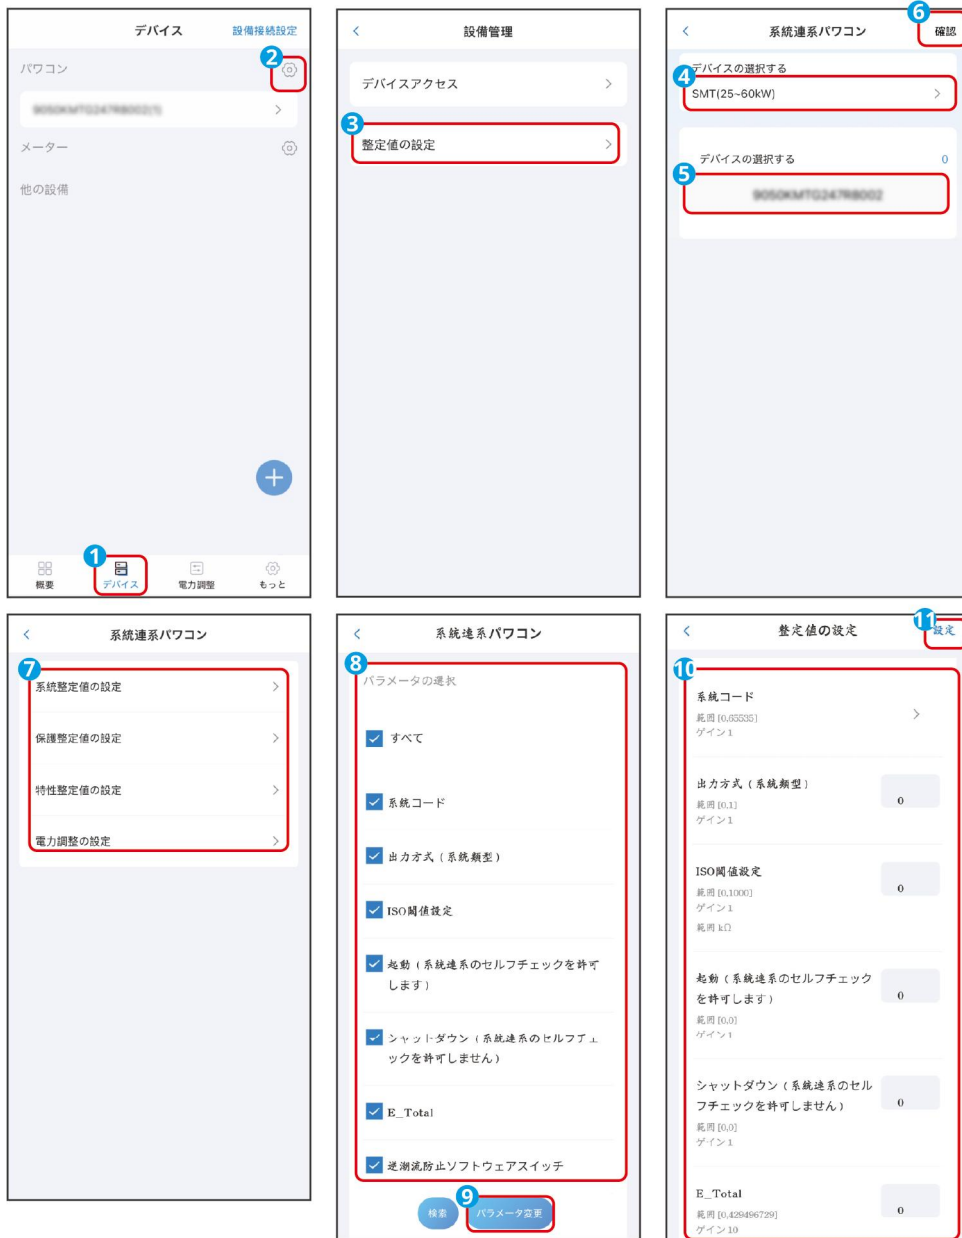 デバイス
設備接続設定
2
パワコン
メーター
他の設備
1
概要
デバイス
電力調整
もっと
設備管理
デバイスアクセス
3
整定値の設定
6
系統連系パワコン
確認
4
デバイスの選択する
SMT(25~60kW)
デバイスの選択する
0
5
9050KMTG247R8002
系統連系パワコン
7
系統整定値の設定
保護整定値の設定
特性整定値の設定
電力調整の設定
系統連系パワコン
8
パラメータの選択
すべて
系統コード
出力方式(系統類型)
ISO閾値設定
起動(系統連系のセルフチェックを許可
します)
シャットダウン(系統連系のセルフチェ
ックを許可しません)
E_Total
逆潮流防止ソフトウェアスイッチ
9
検索
パラメータ変更
11
整定値の設定
設定
10
系統コード
範囲 [0,65535]
ゲイン 1
出力方式(系統類型)
範囲 [0,1]
0
ゲイン 1
ISO閾値設定
範囲 [0,1000]
0
ゲイン 1
範囲 kΩ
起動(系統連系のセルフチェック
を許可します)
0
範囲 [0,0]
ゲイン 1
シャットダウン(系統連系のセル
フチェックを許可しません)
0
範囲 [0,0]
ゲイン 1
E_Total
範囲 [0,429496729]
0
ゲイン 10